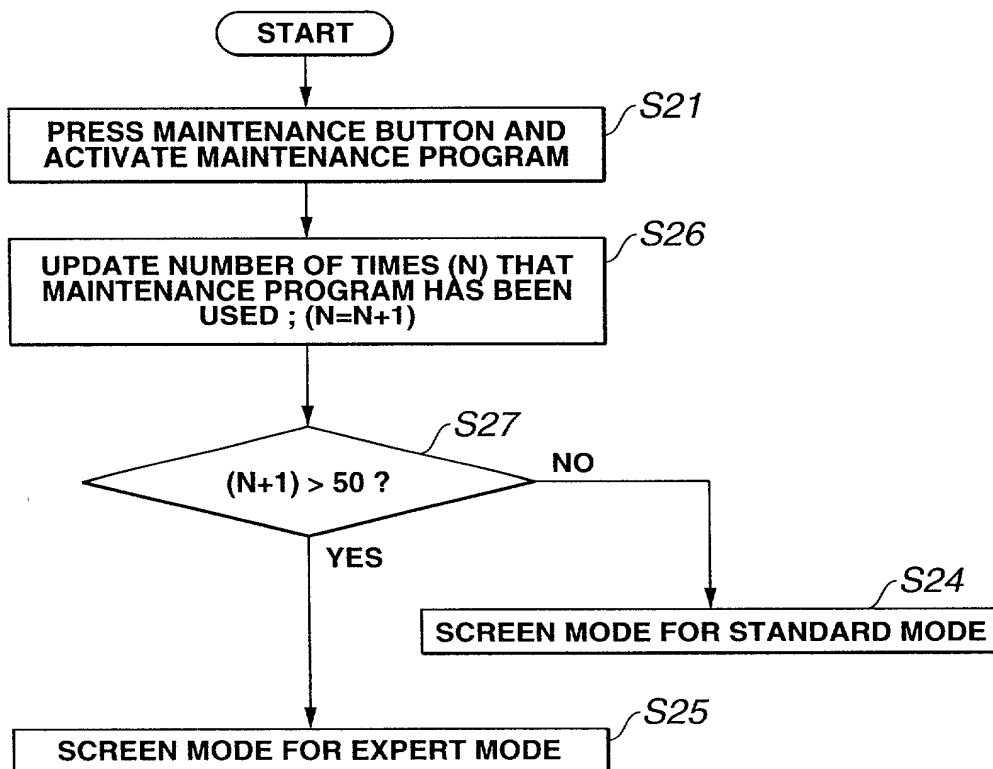 START
S21
PRESS MAINTENANCE BUTTON AND
ACTIVATE MAINTENANCE PROGRAM
S26
UPDATE NUMBER OF TIMES (N) THAT
MAINTENANCE PROGRAM HAS BEEN
USED ; (N=N+1)
S27
(N+1) > 50 ?
NO
YES
S24
SCREEN MODE FOR STANDARD MODE
S25
SCREEN MODE FOR EXPERT MODE